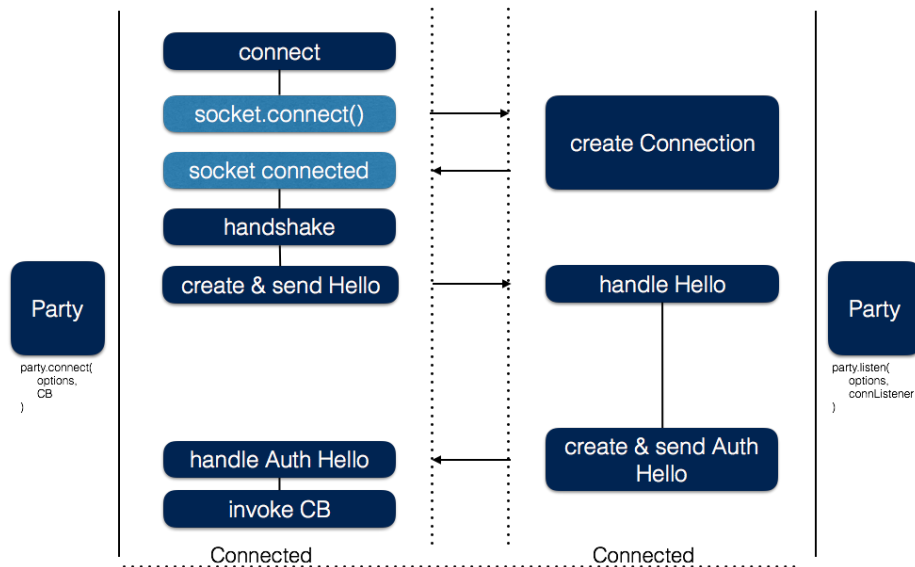 connect
socket.connect()
create Connection
socket connected
handshake
create & send Hello
handle Hello
Party
party.connect(
options,
CB
)
Party
party.listen(
options,
connListener
)
handle Auth Hello
create & send Auth
Hello
invoke CB
Connected
Connected